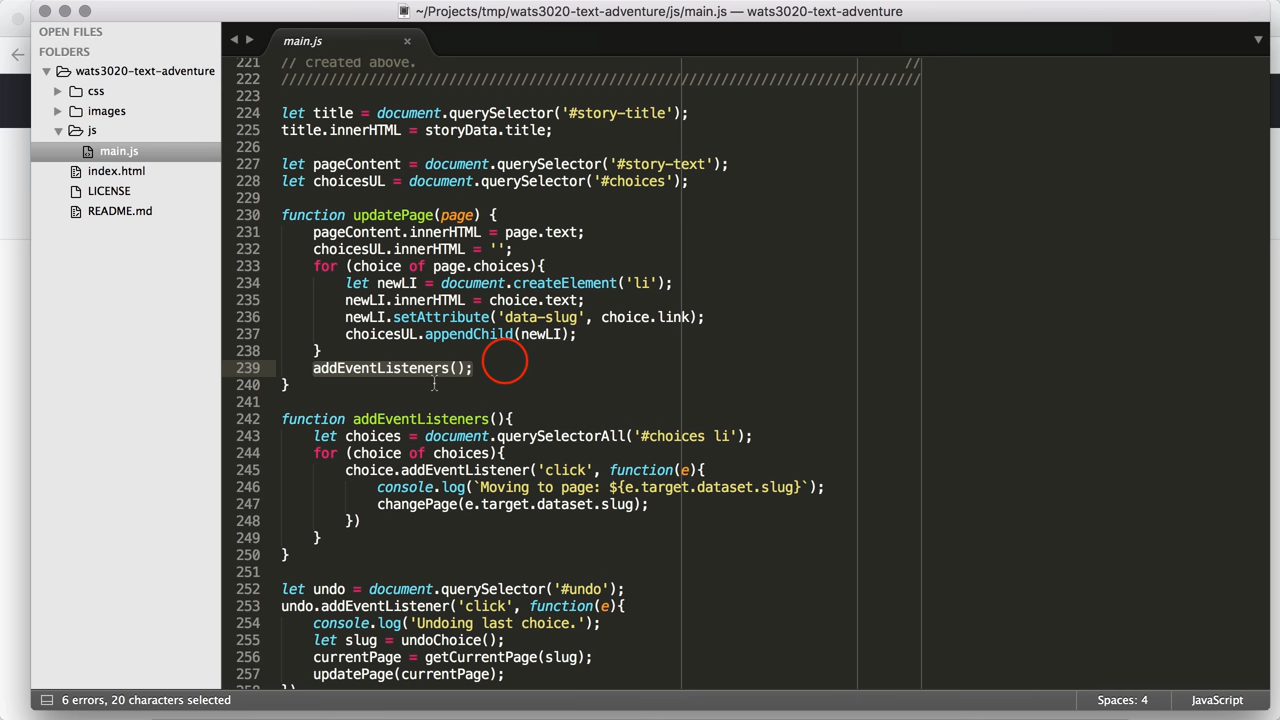 ~/Projects/tmp/wats3020-text-adventure/js/main.js — wats3020-text-adventure
OPEN FILES
FOLDERS
wats3020-text-adventure
css
images
js
main.js
index.html
LICENSE
README.md
main.js
221 // created above. //
222 ////////////////////////////////////////////////////////////////////////////////
223
224 let title = document.querySelector('#story-title');
225 title.innerHTML = storyData.title;
226
227 let pageContent = document.querySelector('#story-text');
228 let choicesUL = document.querySelector('#choices');
229
230 function updatePage(page) {
231     pageContent.innerHTML = page.text;
232     choicesUL.innerHTML = '';
233     for (choice of page.choices){
234         let newLI = document.createElement('li');
235         newLI.innerHTML = choice.text;
236         newLI.setAttribute('data-slug', choice.link);
237         choicesUL.appendChild(newLI);
238     }
239     addEventListeners();
240 }
241
242 function addEventListeners(){
243     let choices = document.querySelectorAll('#choices li');
244     for (choice of choices){
245         choice.addEventListener('click', function(e){
246             console.log(`Moving to page: ${e.target.dataset.slug}`);
247             changePage(e.target.dataset.slug);
248         })
249     }
250 }
251
252 let undo = document.querySelector('#undo');
253 undo.addEventListener('click', function(e){
254     console.log('Undoing last choice.');
255     let slug = undoChoice();
256     currentPage = getCurrentPage(slug);
257     updatePage(currentPage);
6 errors, 20 characters selected
Spaces: 4
JavaScript